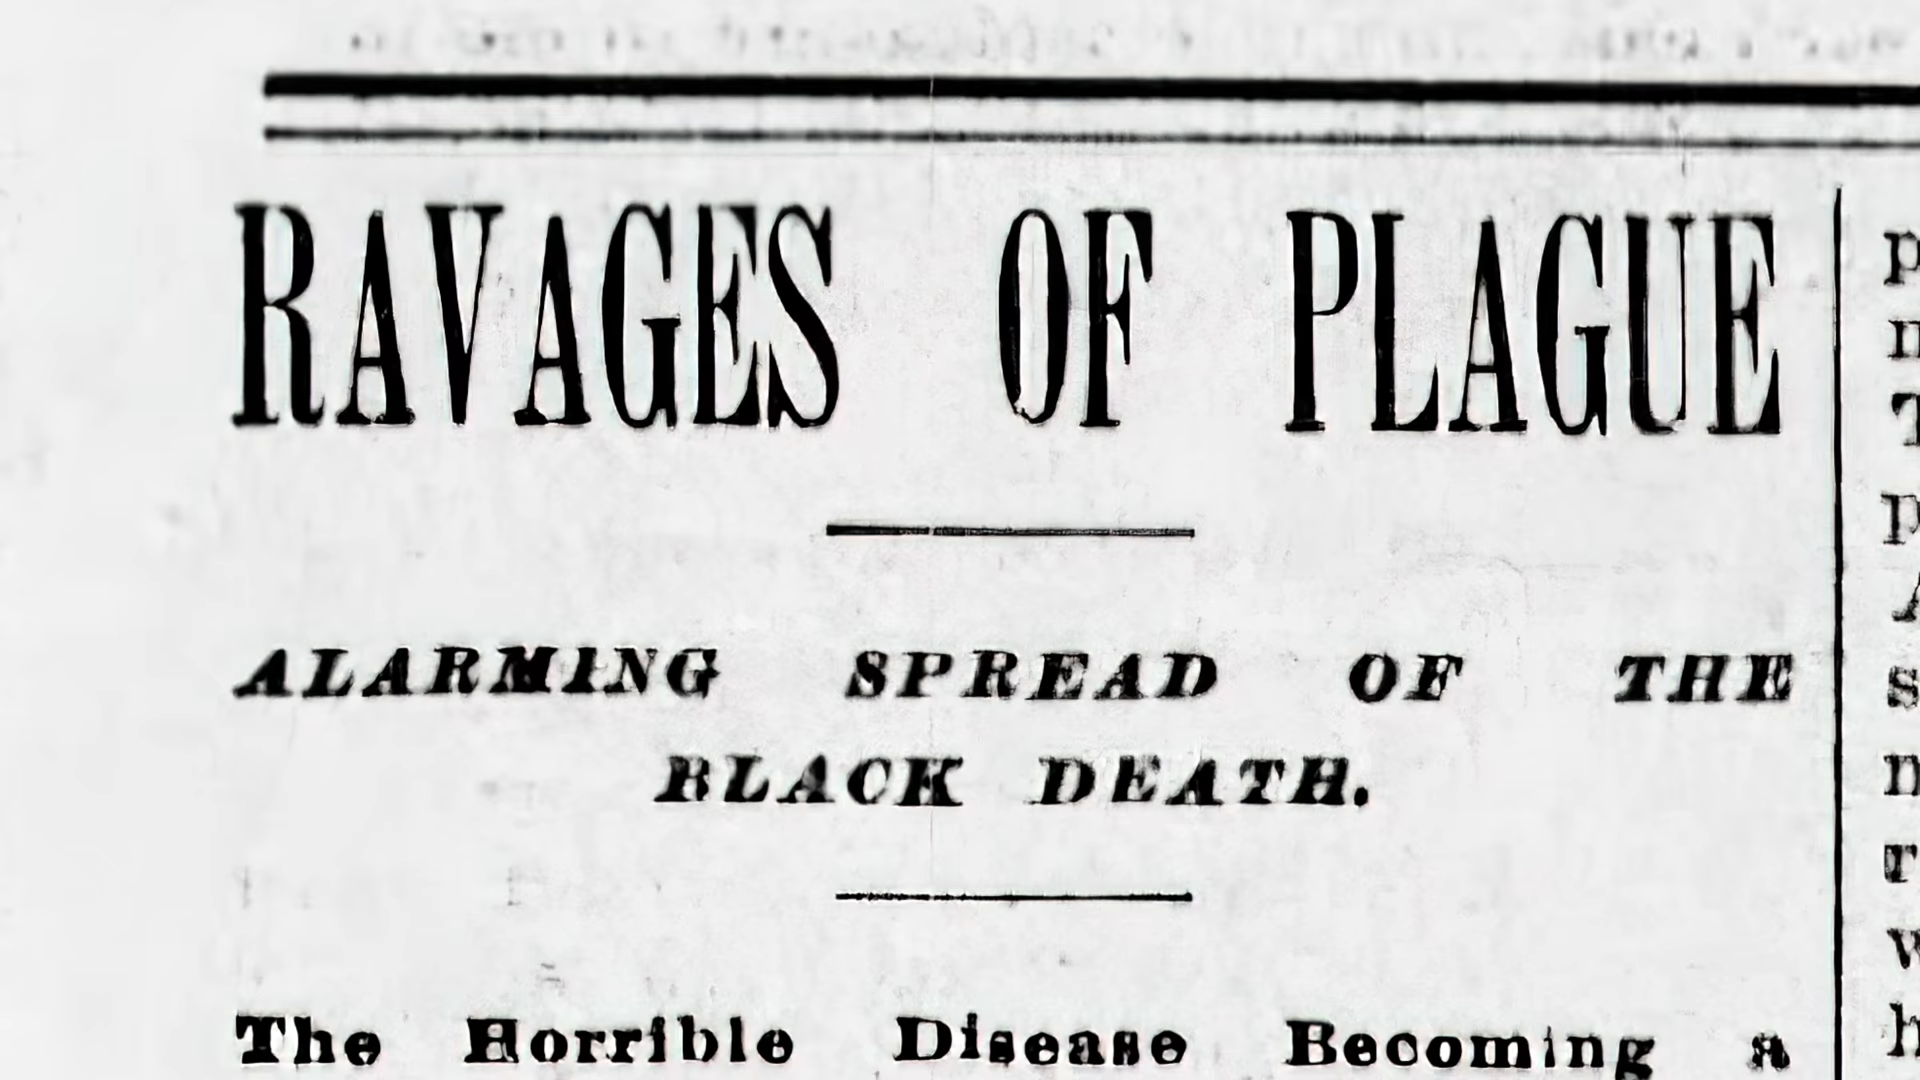 RAVAGES OF PLAGUE
ALARMING SPREAD OF THE
BLACK DEATH.
The Horrible Disease Becoming a